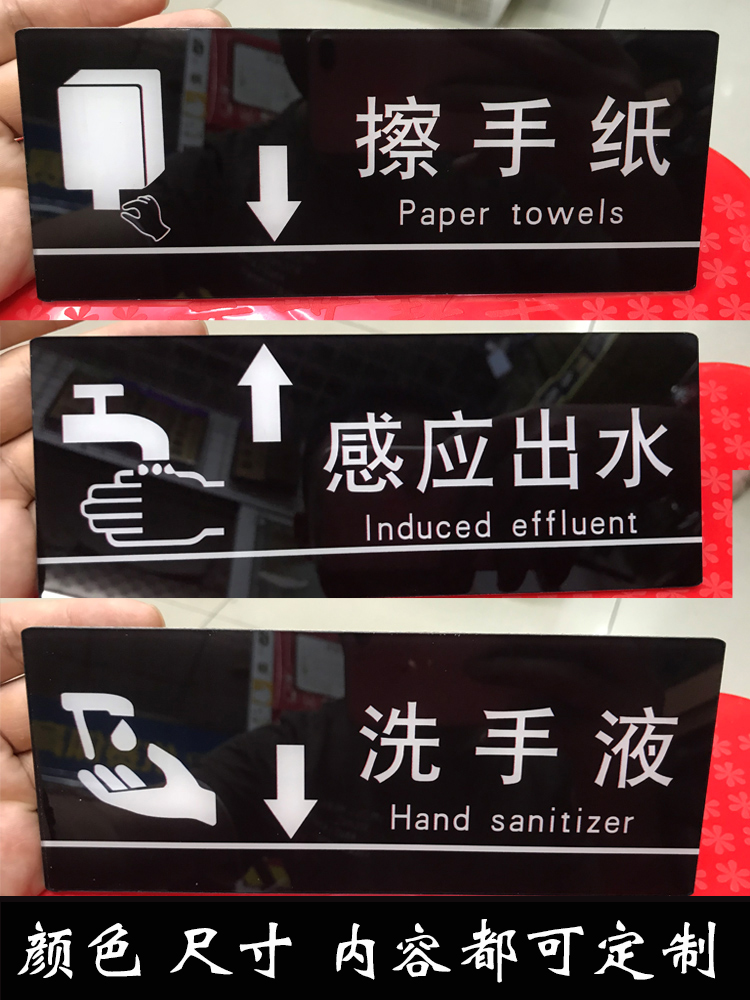 擦手纸
Paper towels
感应出水
Induced effluent
洗手液
Hand sanitizer
颜色 尺寸 内容都可定制